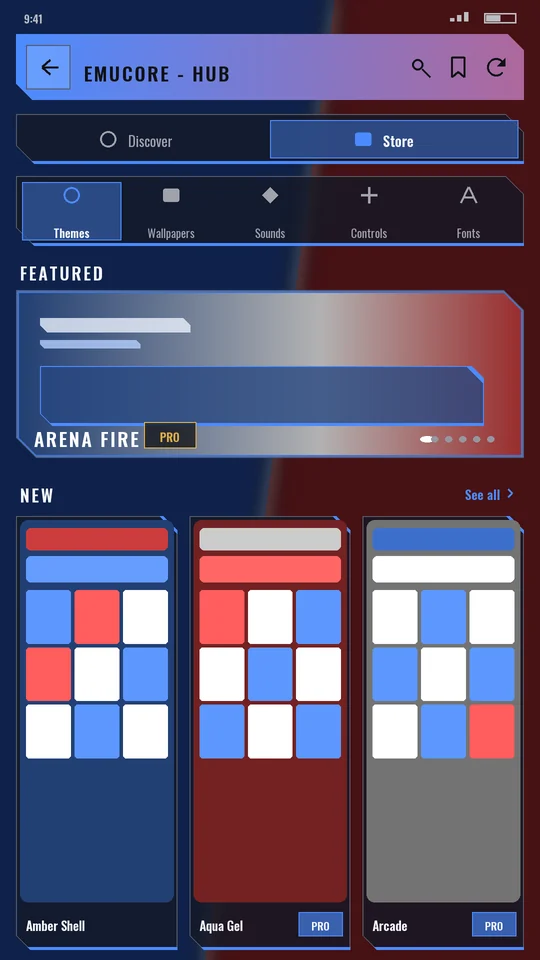 9:41
EMUCORE - HUB
Discover
Store
Themes
Wallpapers
Sounds
Controls
Fonts
FEATURED
ARENA FIRE
PRO
NEW
See all
Amber Shell
Aqua Gel
PRO
Arcade
PRO